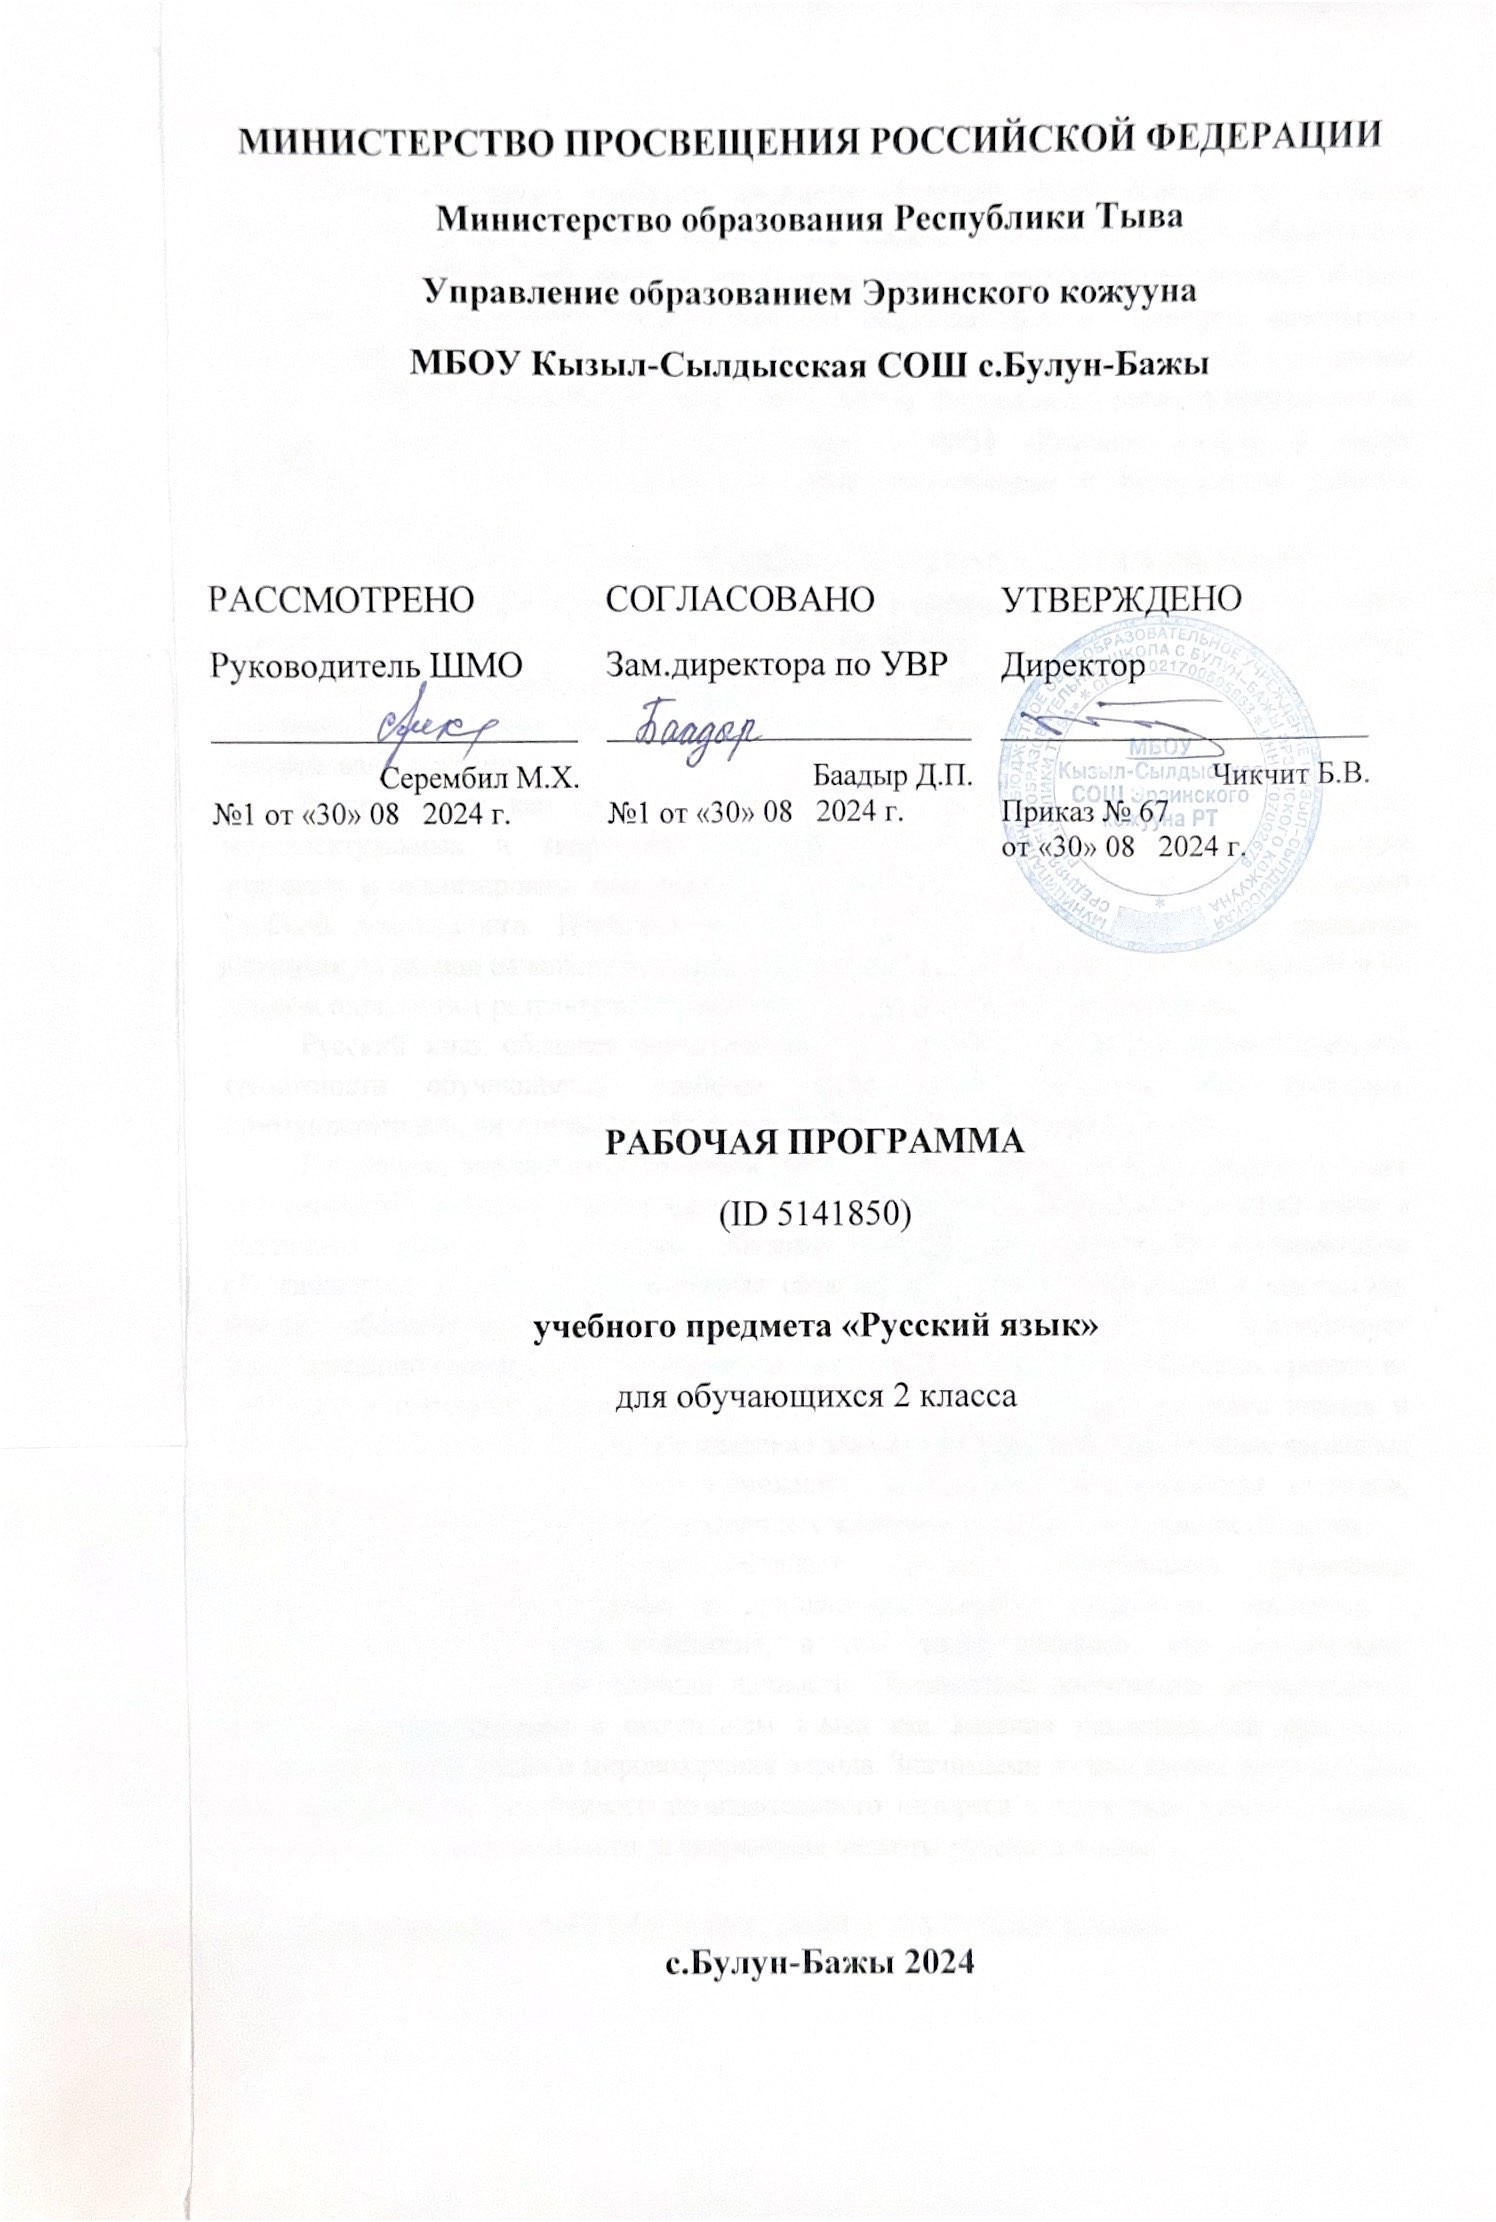 МИНИСТЕРСТВО ПРОСВЕЩЕНИЯ РОССИЙСКОЙ ФЕДЕРАЦИИ
Министерство образования Республики Тыва
Управление образованием Эрзинского кожууна
МБОУ Кызыл-Сылдысская СОШ с.Булун-Бажы
РАССМОТРЕНО
Руководитель ШМО
Серембил М.Х.
№1 от «30» 08 2024 г.
СОГЛАСОВАНО
Зам.директора по УВР
Баадыр
Баадыр Д.П.
№1 от «30» 08 2024 г.
УТВЕРЖДЕНО
Директор
Чикчит Б.В.
Приказ № 67
от «30» 08 2024 г.
МБОУ
Кызыл-Сылдысская
СОШ Эрзинского
кожууна РТ
РАБОЧАЯ ПРОГРАММА
(ID 5141850)
учебного предмета «Русский язык»
для обучающихся 2 класса
с.Булун-Бажы 2024